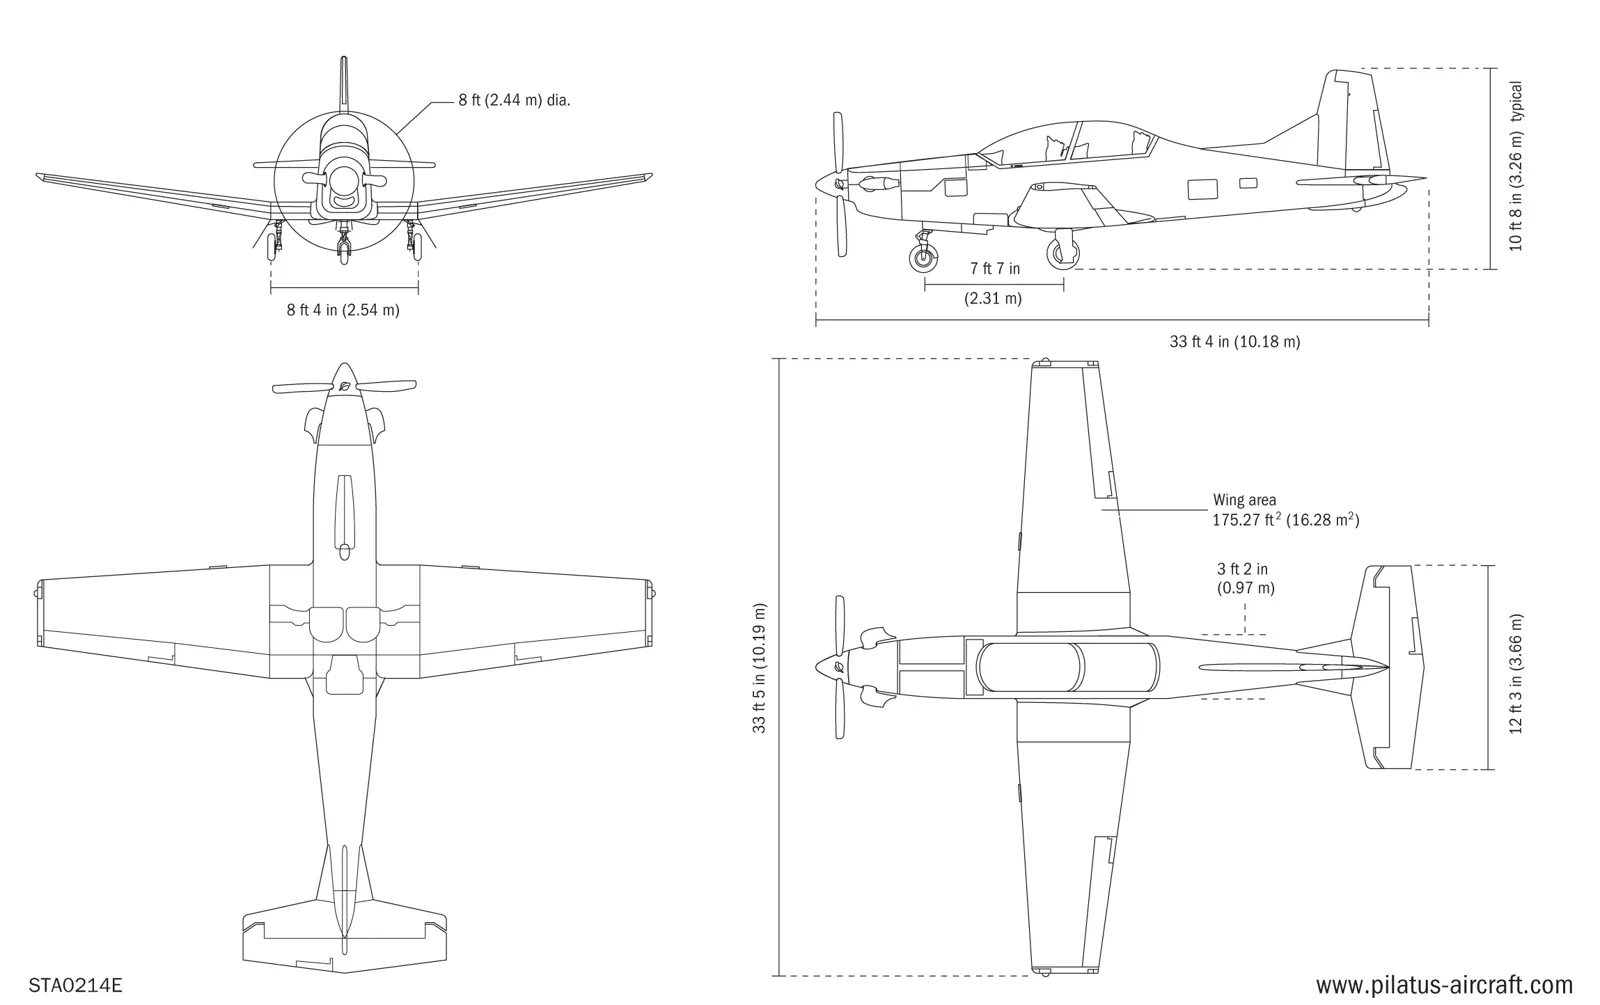 8 ft (2.44 m) dia.
8 ft 4 in (2.54 m)
7 ft 7 in
(2.31 m)
33 ft 4 in (10.18 m)
10 ft 8 in (3.26 m) typical
33 ft 5 in (10.19 m)
Wing area
175.27 ft² (16.28 m²)
3 ft 2 in
(0.97 m)
12 ft 3 in (3.66 m)
STA0214E
www.pilatus-aircraft.com